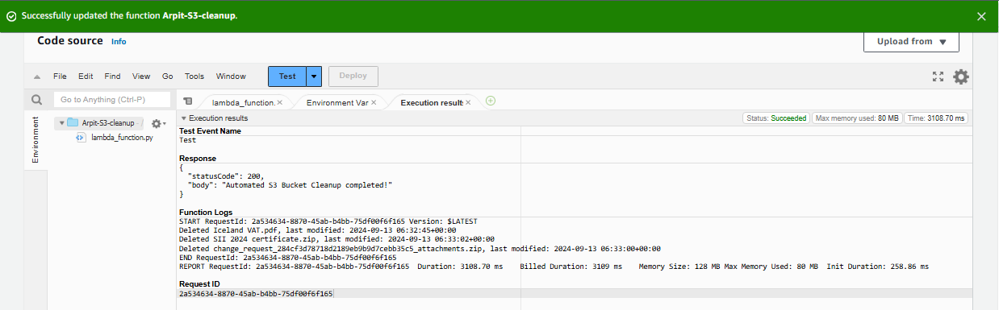 Successfully updated the function Arpit-S3-cleanup.
Code source Info
Upload from
File Edit Find View Go Tools Window Test Deploy
Go to Anything (Ctrl-P)
lambda_function. Environment Var Execution results
Environment
Arpit-S3-cleanup - /
lambda_function.py
Execution results Status: Succeeded Max memory used: 80 MB Time: 3108.70 ms
Test Event Name
Test
Response
{
"statusCode": 200,
"body": "Automated S3 Bucket Cleanup completed!"
}
Function Logs
START RequestId: 2a534634-8870-45ab-b4bb-75df00f6f165 Version: $LATEST
Deleted Iceland VAT.pdf, last modified: 2024-09-13 06:32:45+00:00
Deleted SII 2024 certificate.zip, last modified: 2024-09-13 06:33:02+00:00
Deleted change_request_284cf3d78718d2189eb9b9d7cebb35c5_attachments.zip, last modified: 2024-09-13 06:33:00+00:00
END RequestId: 2a534634-8870-45ab-b4bb-75df00f6f165
REPORT RequestId: 2a534634-8870-45ab-b4bb-75df00f6f165 Duration: 3108.70 ms Billed Duration: 3109 ms Memory Size: 128 MB Max Memory Used: 80 MB Init Duration: 258.86 ms
Request ID
2a534634-8870-45ab-b4bb-75df00f6f165